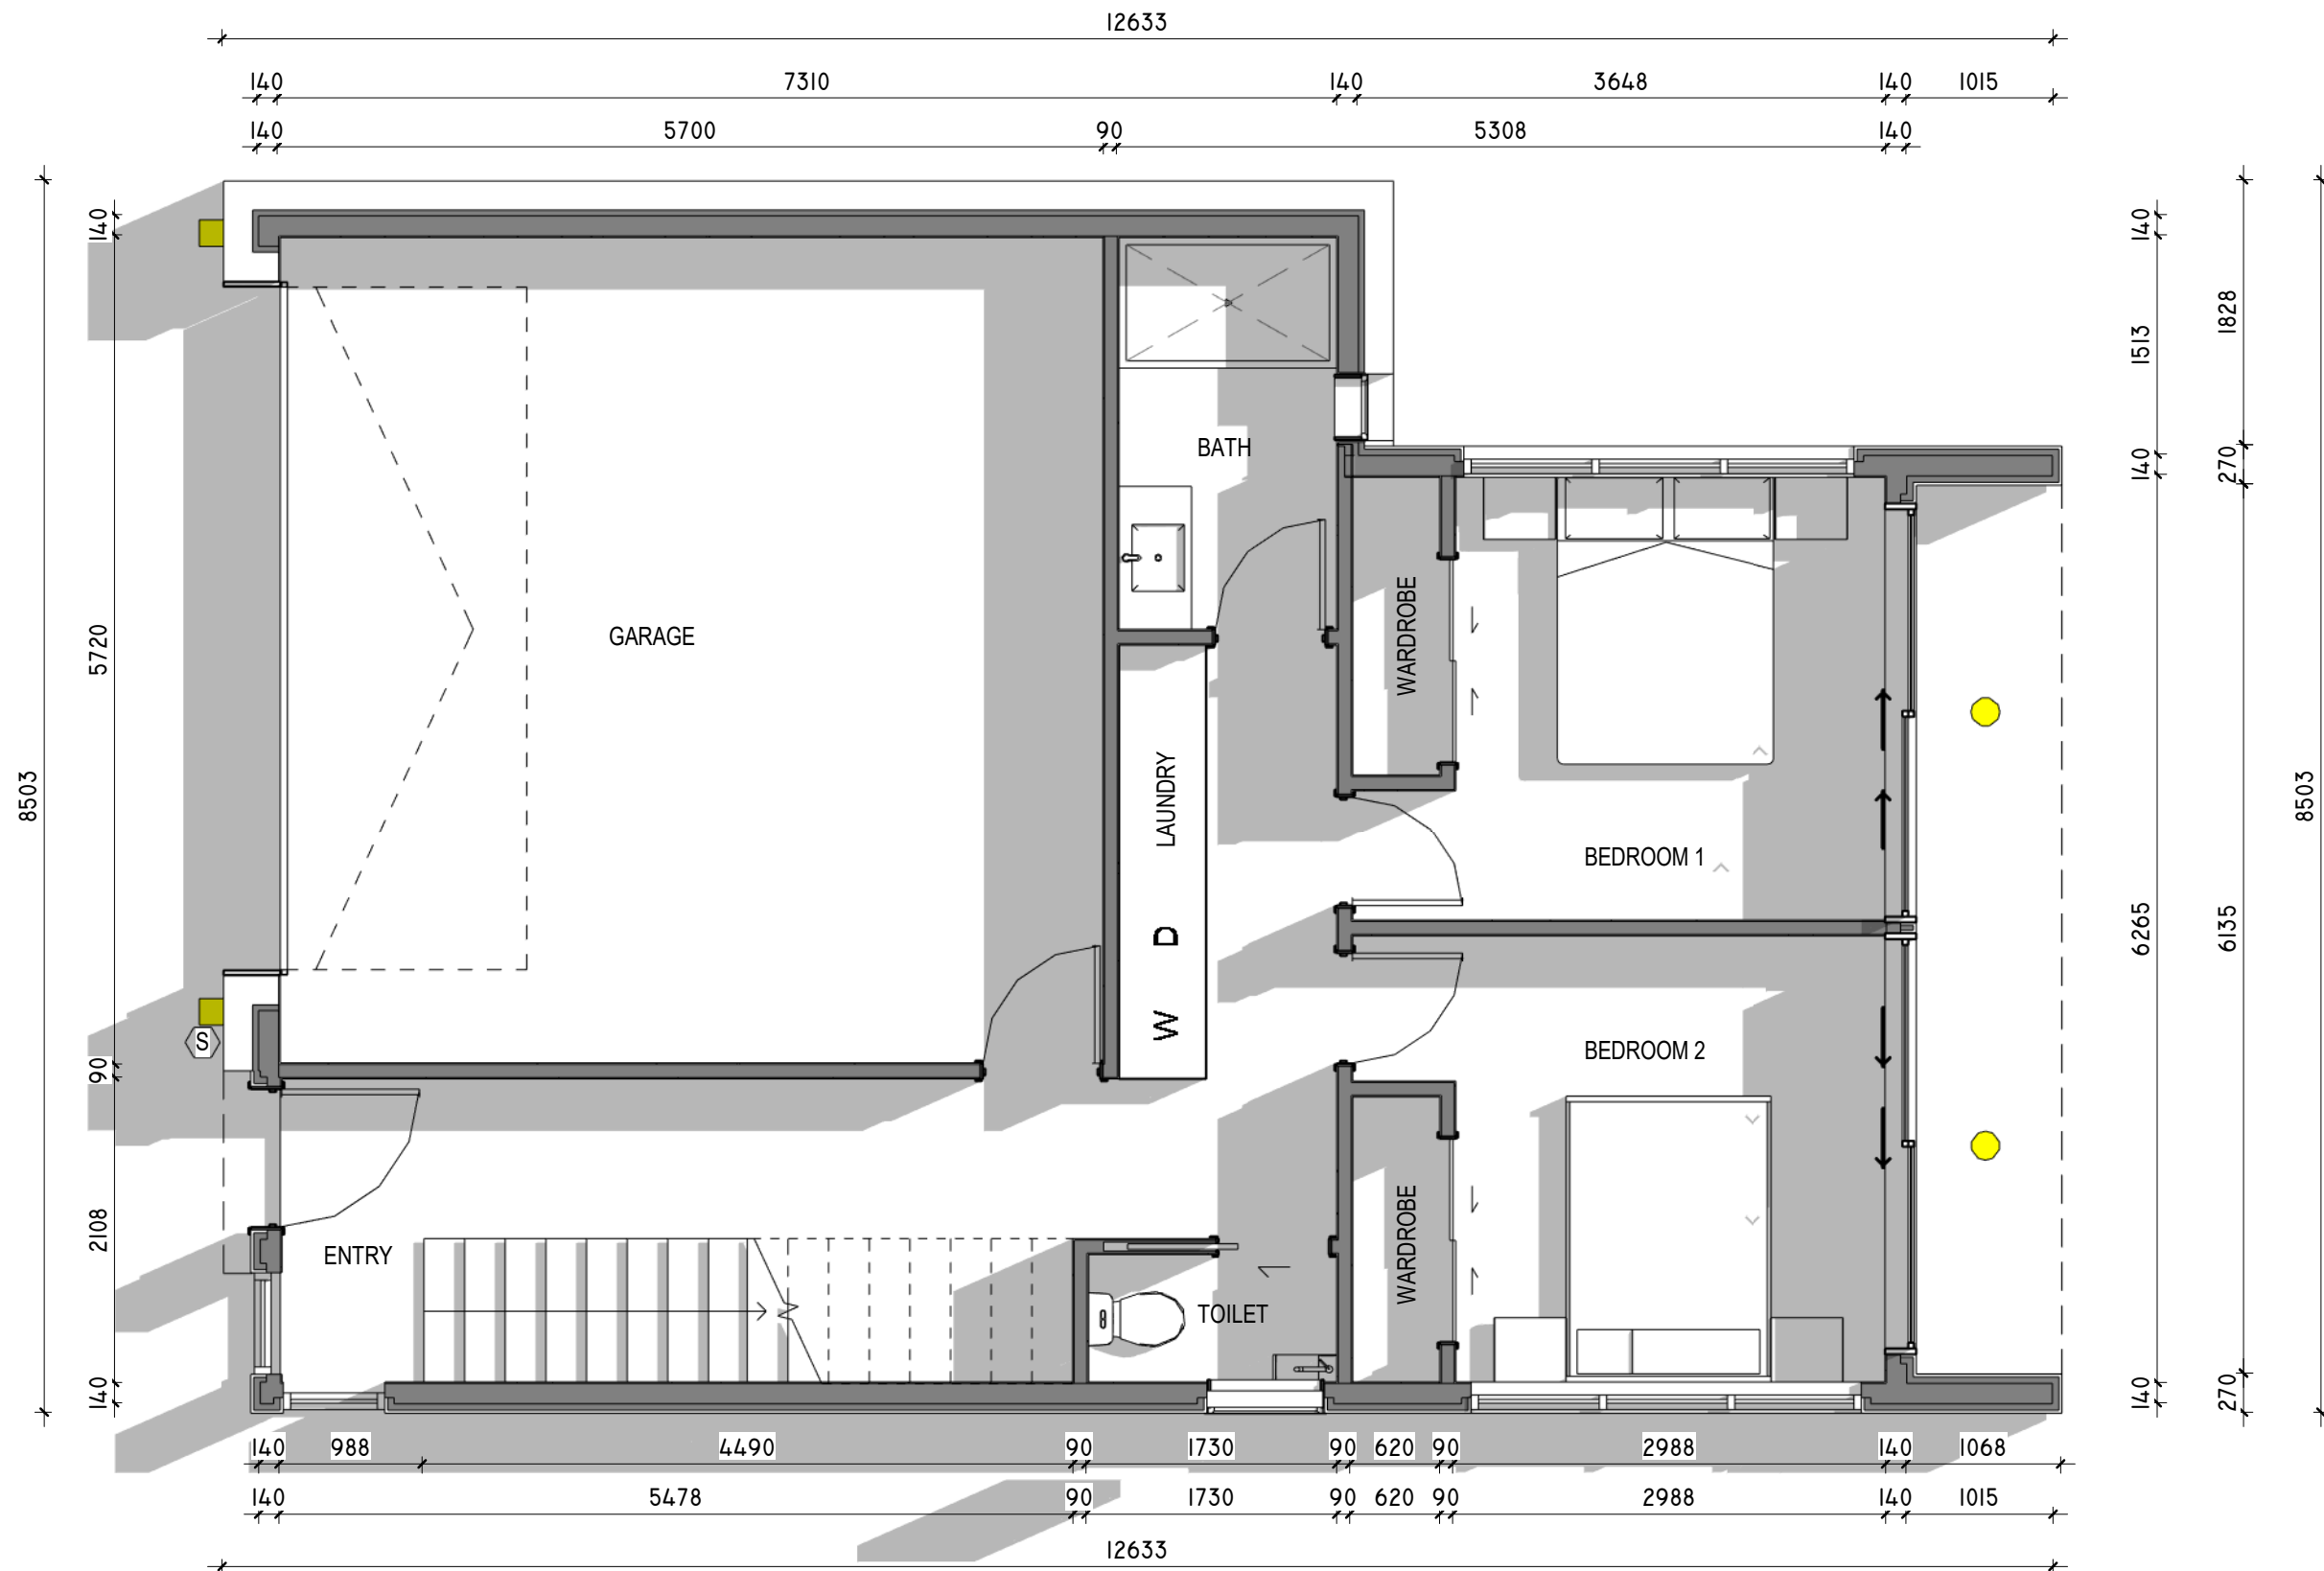 12633
140 7310 140 3648 140 1015
140 5700 90 5308 140
8503
140
5720
90
2108
140
GARAGE
BATH
WARDROBE
LAUNDRY
D
W
BEDROOM 1
BEDROOM 2
S
ENTRY
TOILET
WARDROBE
140
1513
140
6265
140
1828
270
6135
270
8503
140 988 4490 90 1730 90 620 90 2988 140 1068
140 5478 90 1730 90 620 90 2988 140 1015
12633